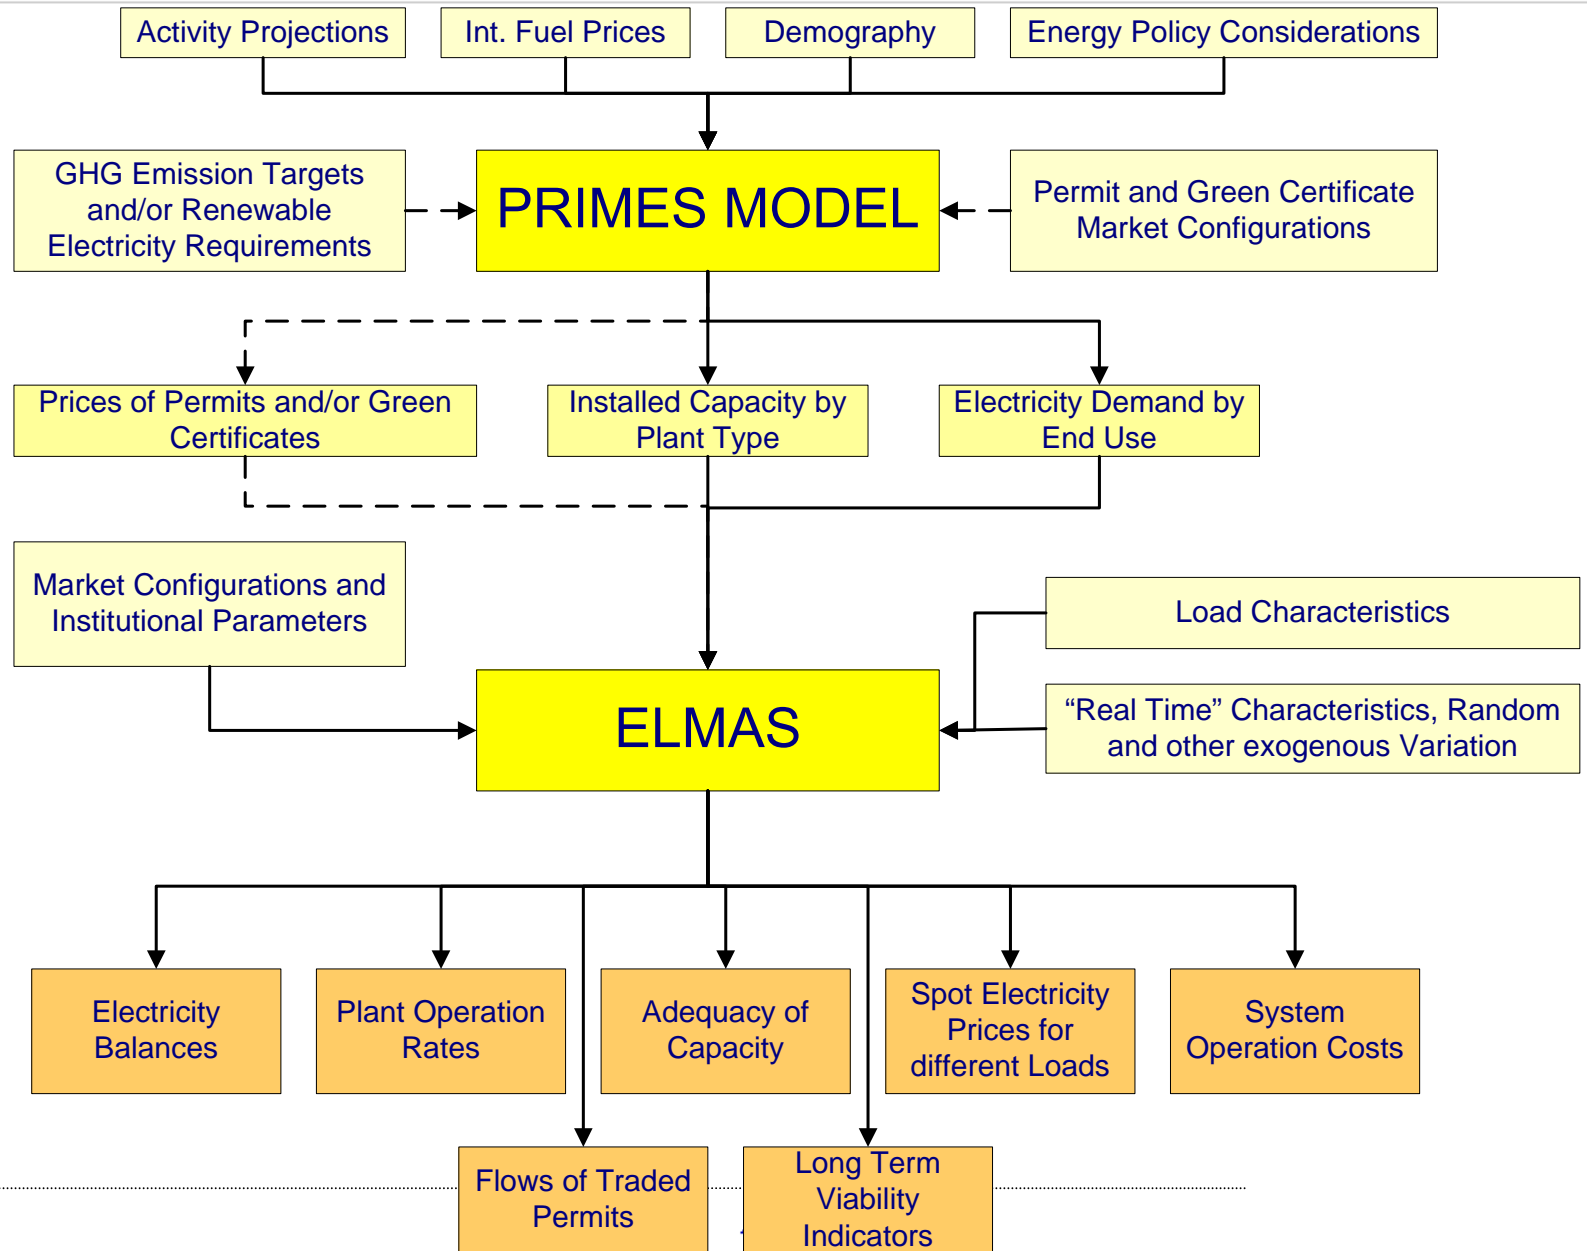 Activity Projections
Int. Fuel Prices
Demography
Energy Policy Considerations
GHG Emission Targets
and/or Renewable
Electricity Requirements
PRIMES MODEL
Permit and Green Certificate
Market Configurations
Prices of Permits and/or Green
Certificates
Installed Capacity by
Plant Type
Electricity Demand by
End Use
Market Configurations and
Institutional Parameters
Load Characteristics
ELMAS
“Real Time” Characteristics, Random
and other exogenous Variation
Electricity
Balances
Plant Operation
Rates
Adequacy of
Capacity
Spot Electricity
Prices for
different Loads
System
Operation Costs
Flows of Traded
Permits
Long Term
Viability
Indicators